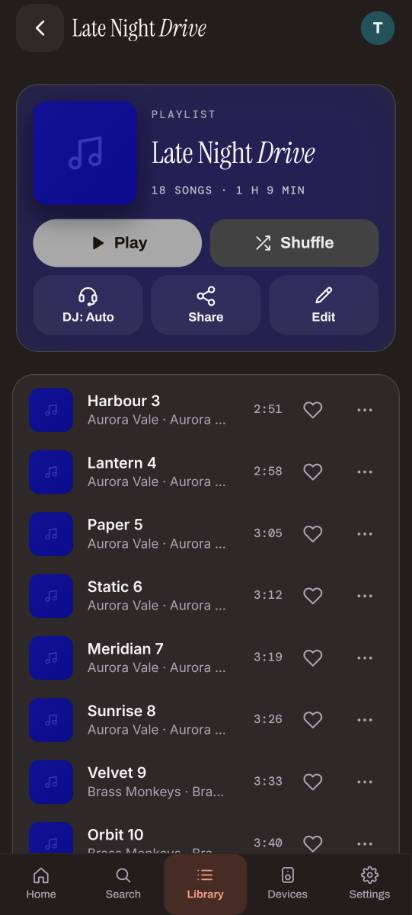 Late Night Drive
T
PLAYLIST
Late Night Drive
18 SONGS · 1 H 9 MIN
Play
Shuffle
DJ: Auto
Share
Edit
Harbour 3
2:51
Aurora Vale · Aurora ...
Lantern 4
2:58
Aurora Vale · Aurora ...
Paper 5
3:05
Aurora Vale · Aurora ...
Static 6
3:12
Aurora Vale · Aurora ...
Meridian 7
3:19
Aurora Vale · Aurora ...
Sunrise 8
3:26
Aurora Vale · Aurora ...
Velvet 9
3:33
Brass Monkeys · Bra...
Orbit 10
3:40
Brass Monkeys · Bra...
Home
Search
Library
Devices
Settings